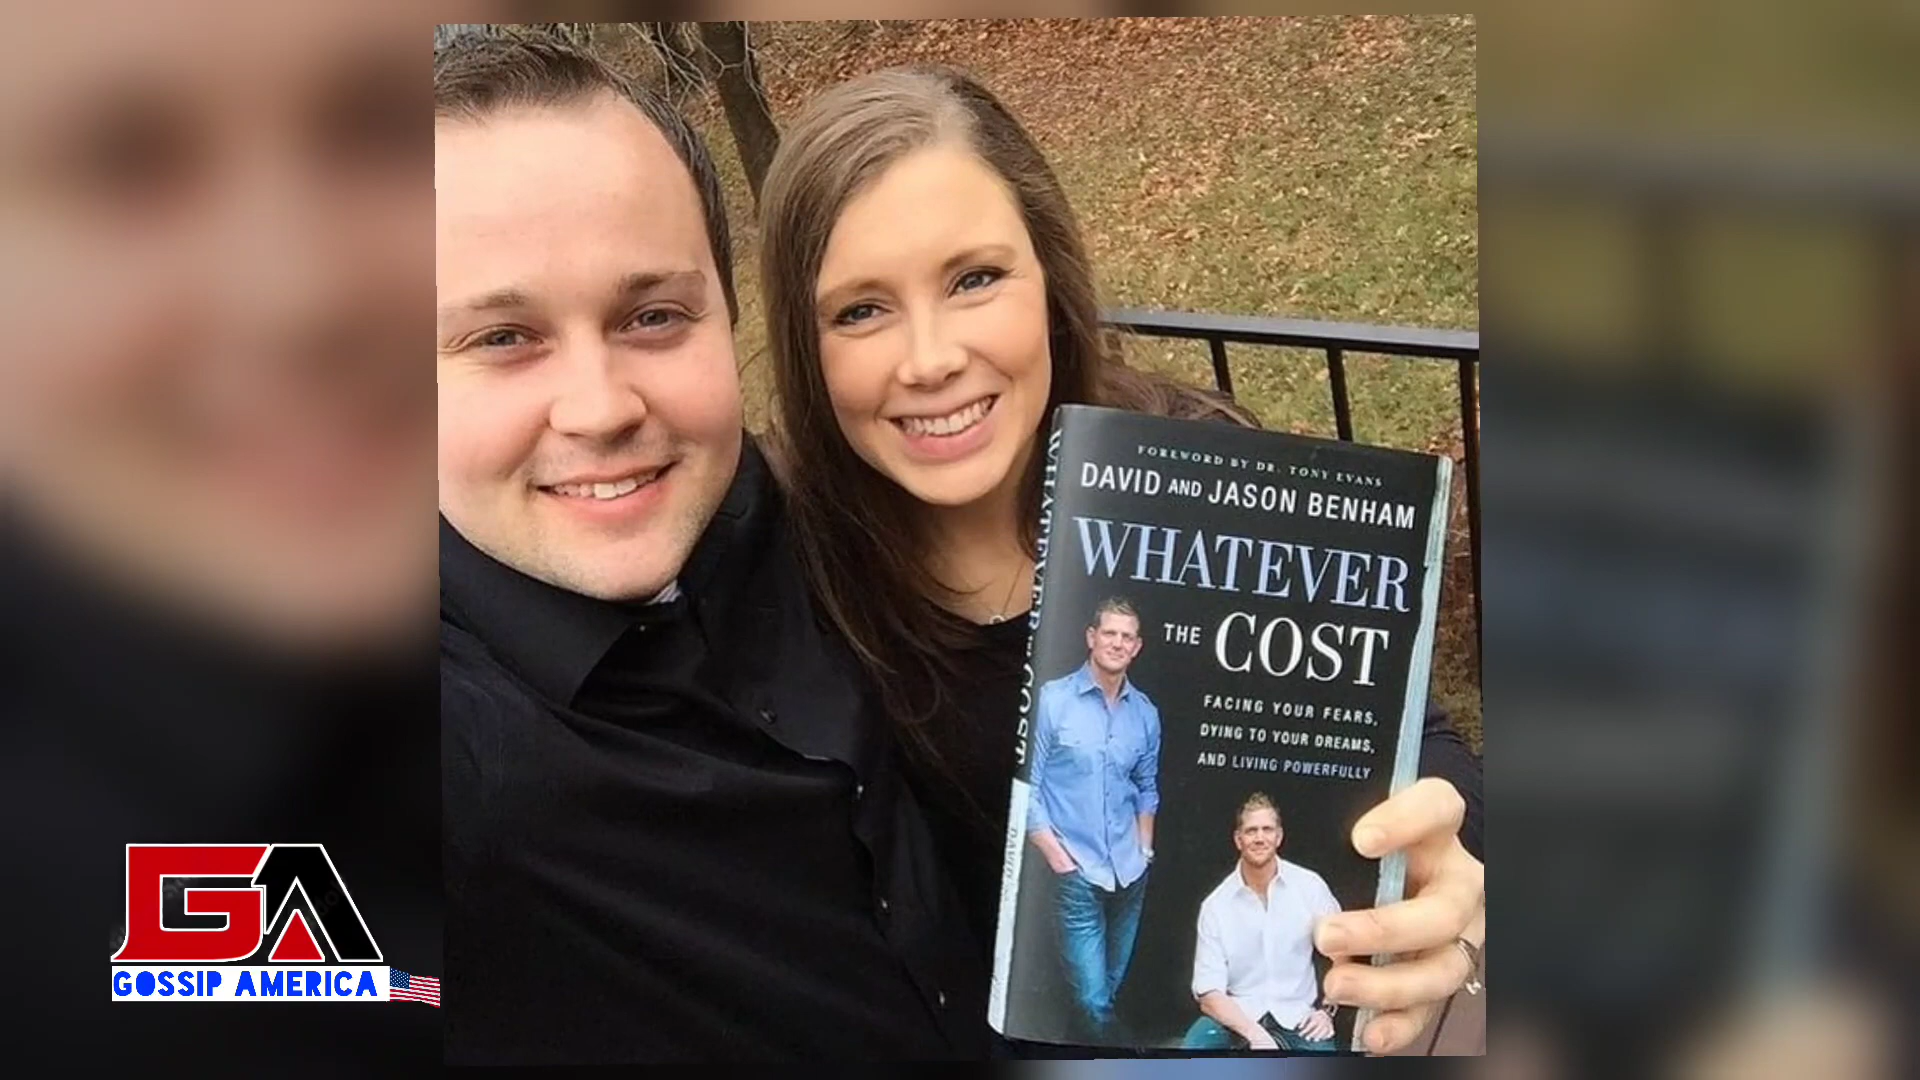 FOREWORD BY DR. TONY EVANS
DAVID AND JASON BENHAM
WHATEVER
THE COST
FACING YOUR FEARS,
DYING TO YOUR DREAMS,
AND LIVING POWERFULLY
WHATEVER THE COST
GA
GOSSIP AMERICA